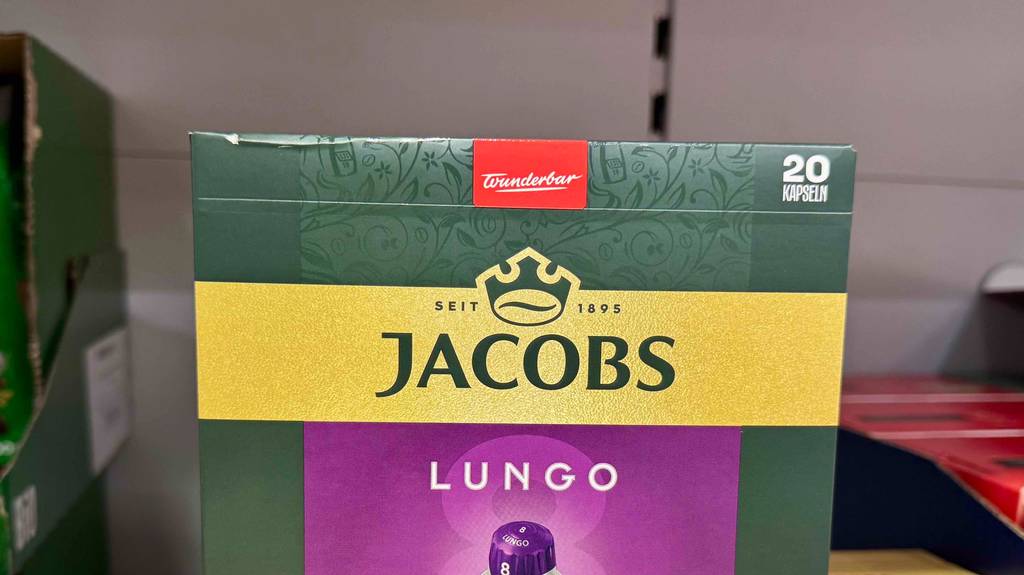 Wunderbar
20
KAPSELN
SEIT 1895
JACOBS
LUNGO
8
LUNGO
8